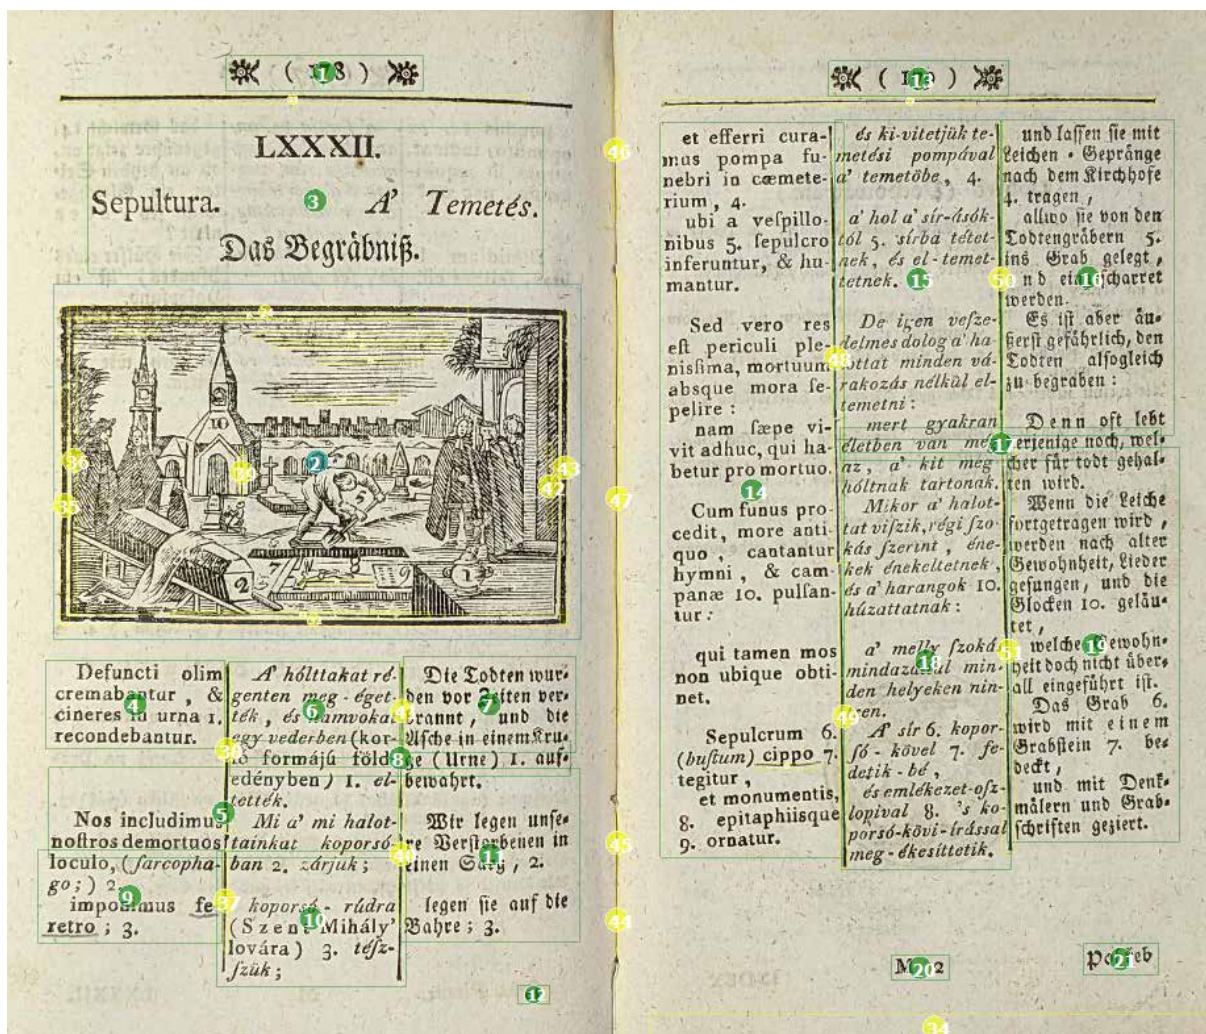 LXXXII.
Sepultura. A' Temetés.
Das Begräbniß.
Defuncti olim
cremabantur, &
cineres in urna 1.
recondebantur.
Nos includimus
noſtros demortuos
loculo, (ſarcopha-
go;) 2.
imponimus fe-
retro; 3.
A' hólttakat ré-
genten meg-éget-
ték, és hamvokat
egy vederben (kor-
só formájú föld
edényben) 1. el-
tették.
Mi a' mi halot-
tainkat koporsó-
ban 2. zárjuk;
koporsó-rúdra
(Szent Mihály'
lovára) 3. téſz-
ſzük;
Die Todten wur-
den vor Zeiten ver-
brannt, und die
Aſche in einem Kru-
ge (Urne) 1. auf-
bewahrt.
Wir legen unſe-
re Verſtorbenen in
einen Sarg, 2.
legen ſie auf die
Bahre; 3.
et efferri cura-
mus pompa fu-
nebri in cœmete-
rium, 4.
ubi a veſpillo-
nibus 5. ſepulcro
inferuntur, & hu-
mantur.
Sed vero res
eſt periculi ple-
niſſima, mortuum
absque mora ſe-
pelire:
nam ſæpe vi-
vit adhuc, qui ha-
betur pro mortuo.
Cum funus pro-
cedit, more anti-
quo, cantantur
hymni, & cam-
panæ 10. pulſan-
tur:
qui tamen mos
non ubique obti-
net.
Sepulcrum 6.
(buſtum) cippo 7.
tegitur,
et monumentis,
8. epitaphiisque
9. ornatur.
és ki-vitetjük te-
metési pompával
a' temetöbe, 4.
a' hol a' sír-ásók-
tól 5. sírba tétet-
nek, és el-temet-
tetnek.
De igen veſze-
delmes dolog a' ha-
lottat minden vá-
rakozás nélkül el-
temetni:
mert gyakran
életben van még
az, a' kit meg
hóltnak tartonak.
Mikor a' halot-
tat viſzik, régi ſzo-
kás ſzerint, éne-
kek énekeltetnek,
és a' harangok 10.
húzattatnak:
a' melly ſzokás
mindazáltal min-
den helyeken nin-
csen.
A' sír 6. kopor-
ſó-kövel 7. fe-
detik-bé,
és emlékezet-oſz-
lopival 8. 's ko-
porsó-kövi-írással
meg-ékesíttetik.
und laſſen ſie mit
Leichen-Gepränge
nach dem Kirchhofe
4. tragen,
allwo ſie von den
Todtengräbern 5.
ins Grab gelegt,
und eingeſcharret
werden.
Es iſt aber äu-
ßerſt gefährlich, den
Todten alſogleich
zu begraben:
Denn oft lebt
derjenige noch, wel-
cher für todt gehal-
ten wird.
Wenn die Leiche
fortgetragen wird,
werden nach alter
Gewohnheit, Lieder
geſungen, und die
Glocken 10. geläu-
tet,
welche Gewohn-
heit doch nicht über-
all eingeführt iſt.
Das Grab 6.
wird mit einem
Grabſtein 7. be-
deckt,
und mit Denk-
mälern und Grab-
ſchriften geziert.